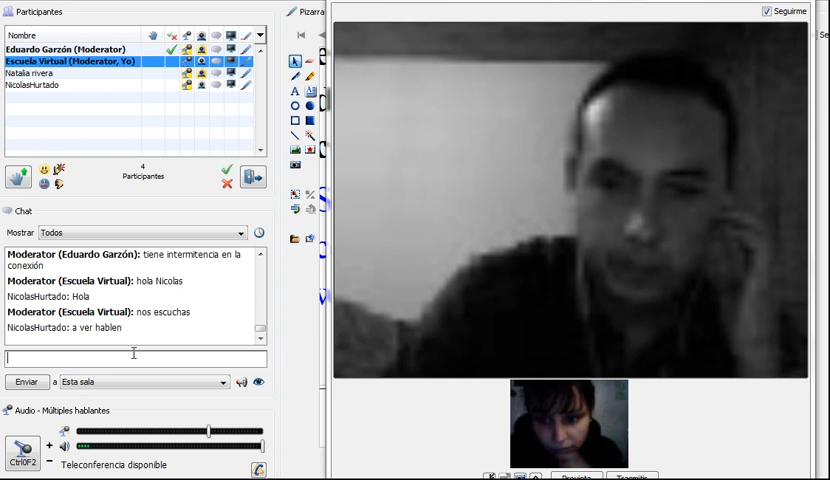 Participantes
Nombre
Eduardo Garzón (Moderator)
Escuela Virtual (Moderator, Yo)
Natalia rivera
NicolasHurtado
4
Participantes
Chat
Mostrar Todos
Moderator (Eduardo Garzón): tiene intermitencia en la
conexión
Moderator (Escuela Virtual): hola Nicolas
NicolasHurtado: Hola
Moderator (Escuela Virtual): nos escuchas
NicolasHurtado: a ver hablen
Enviar a Esta sala
Audio - Múltiples hablantes
Ctrl0F2
Teleconferencia disponible
Pizarra
A A
Seguirme